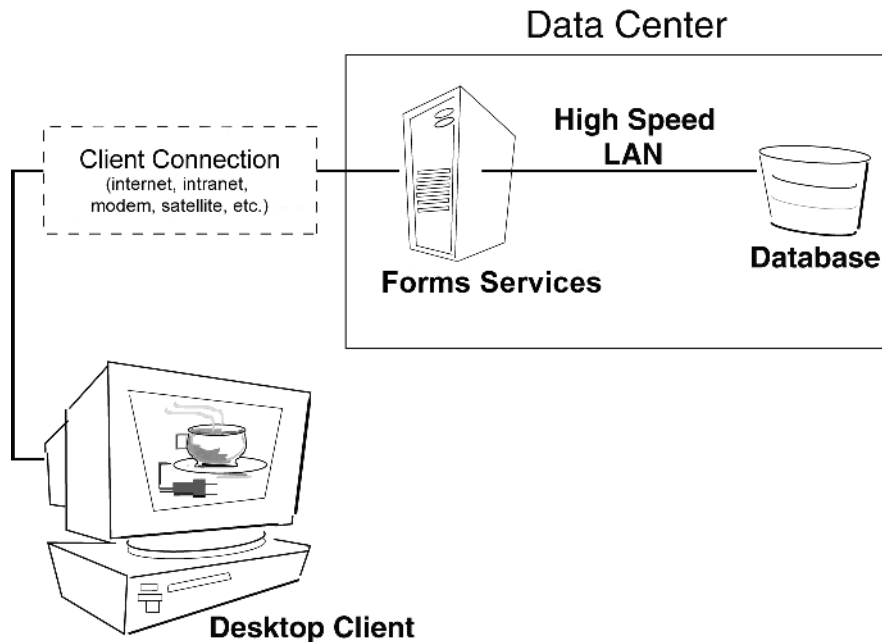 Data Center
High Speed
LAN
Client Connection
(internet, intranet,
modem, satellite, etc.)
Forms Services
Database
Desktop Client